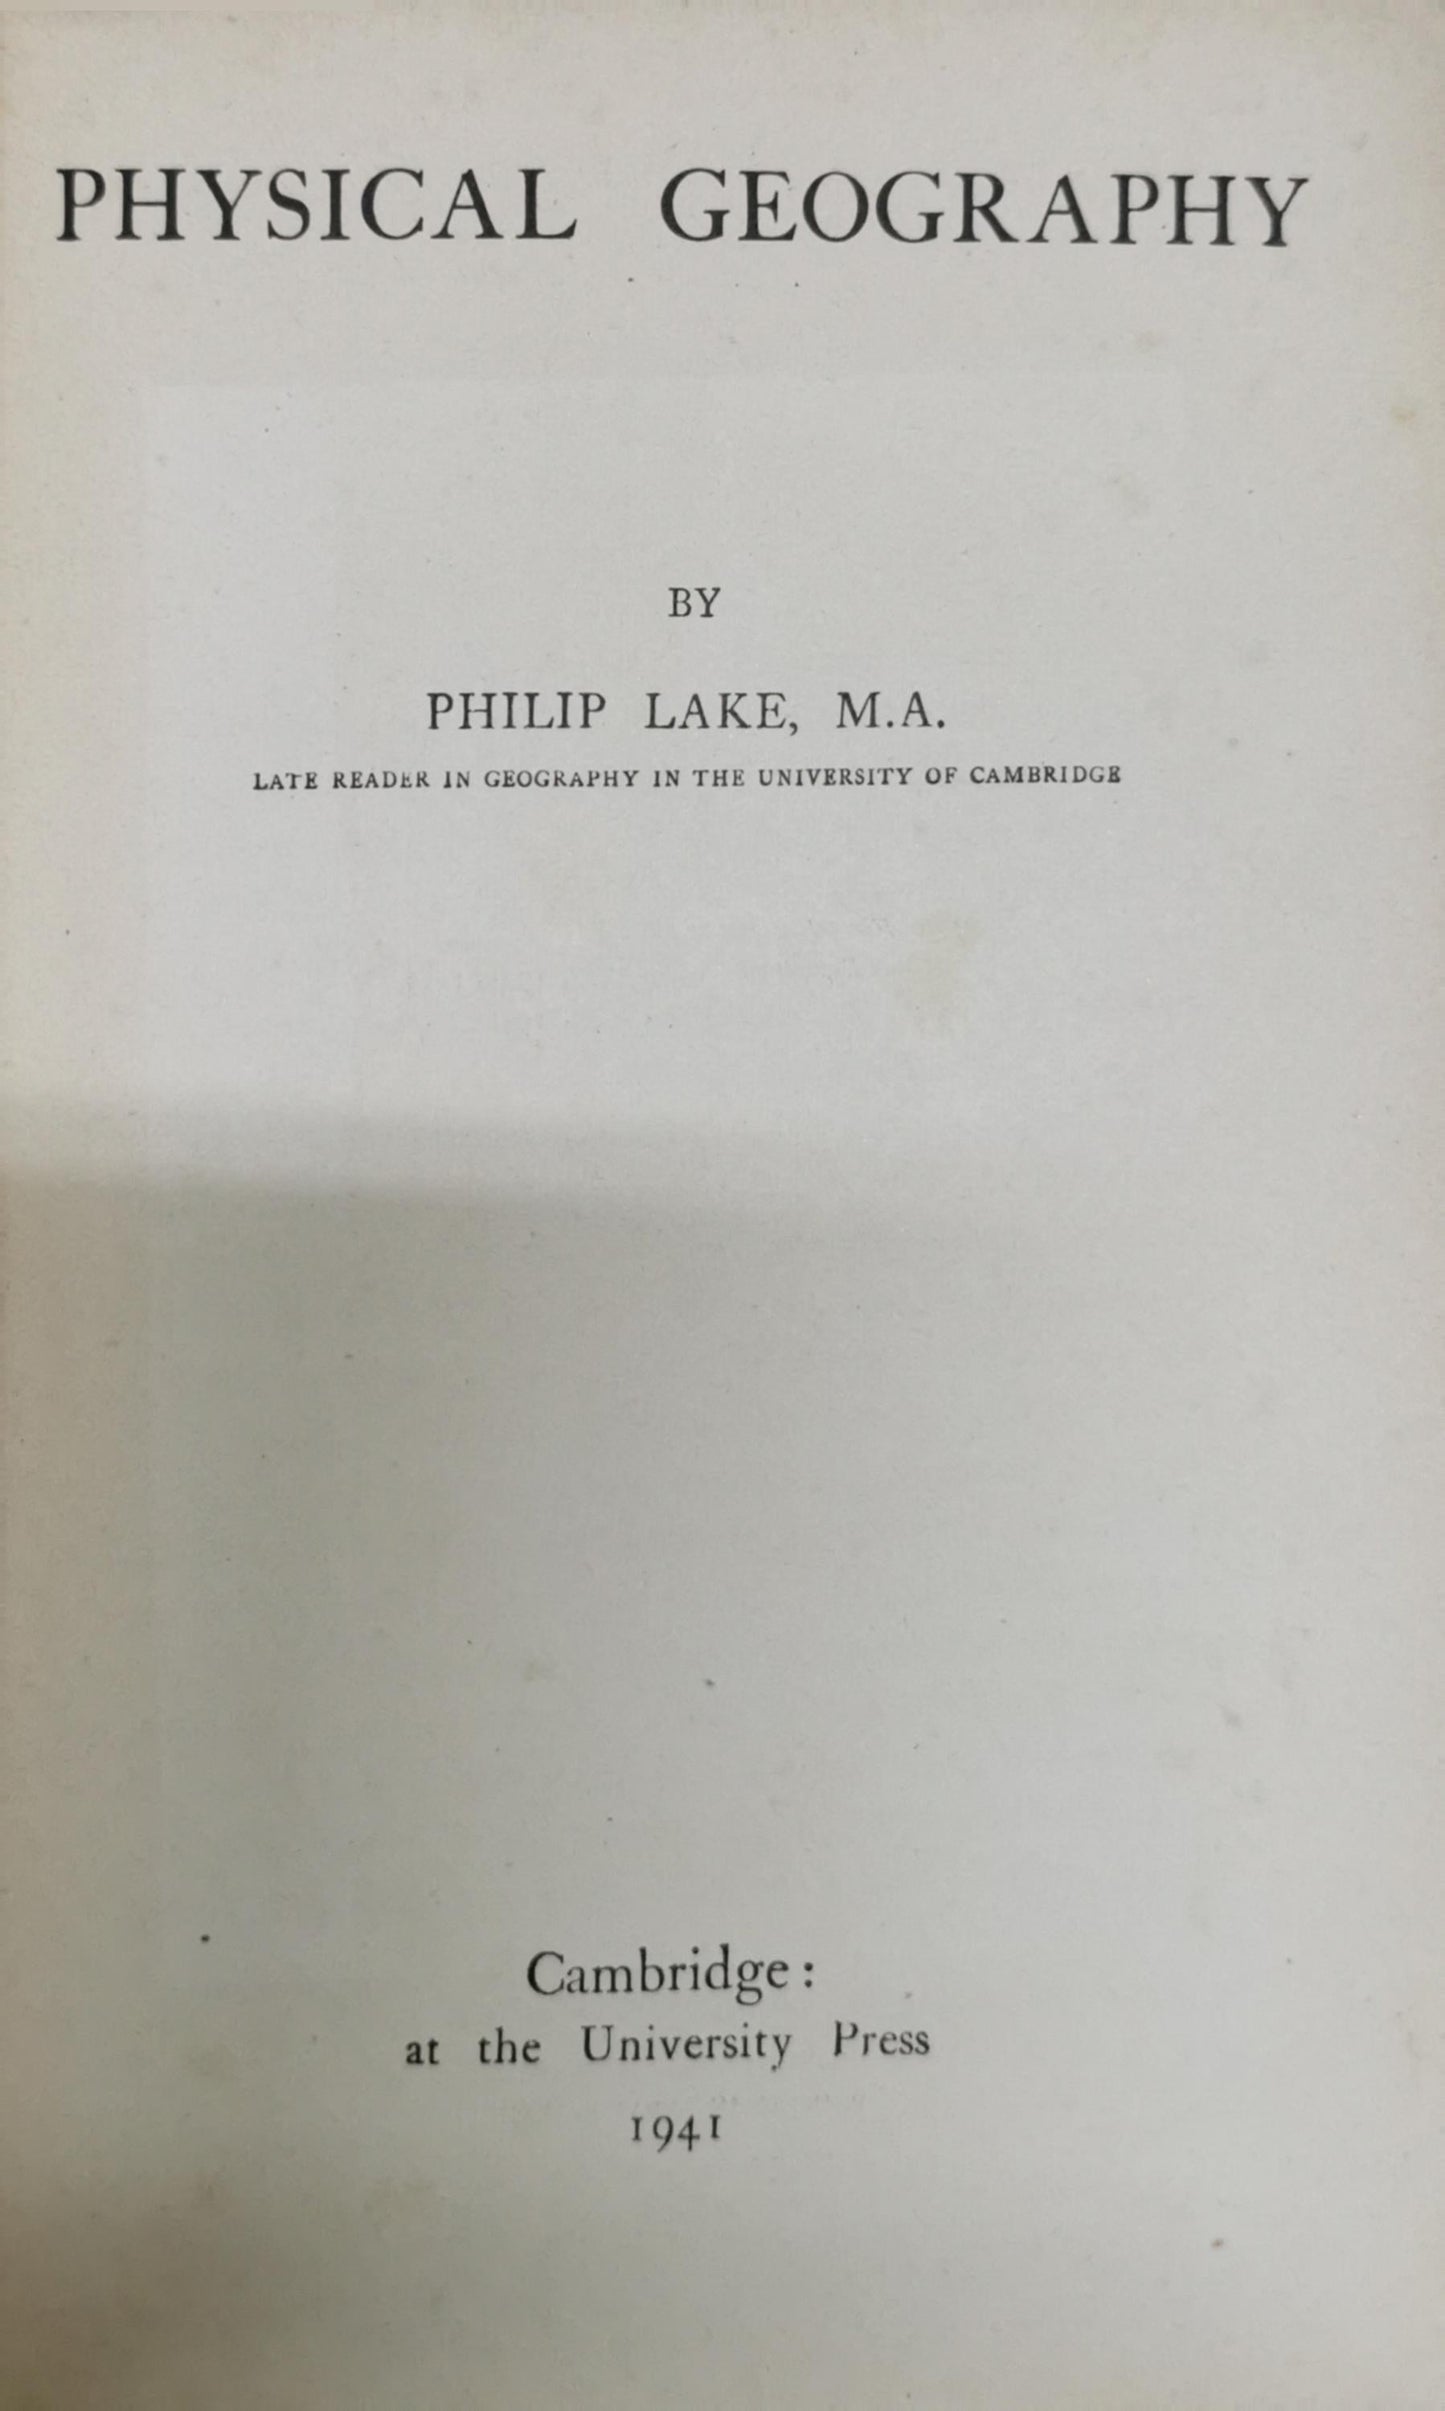 PHYSICAL GEOGRAPHY
BY
PHILIP LAKE, M.A.
LATE READER IN GEOGRAPHY IN THE UNIVERSITY OF CAMBRIDGE
Cambridge:
at the University Press
1941